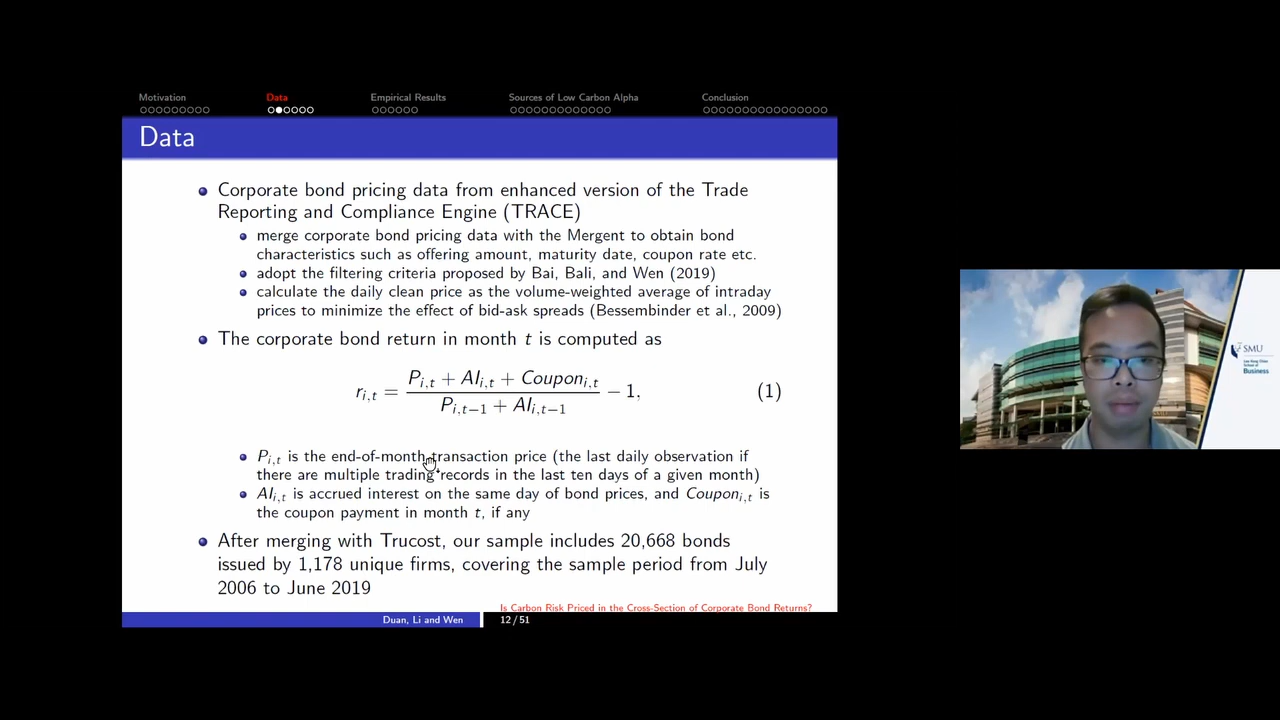 Motivation Data Empirical Results Sources of Low Carbon Alpha Conclusion
Data
Corporate bond pricing data from enhanced version of the Trade
Reporting and Compliance Engine (TRACE)
merge corporate bond pricing data with the Mergent to obtain bond
characteristics such as offering amount, maturity date, coupon rate etc.
adopt the filtering criteria proposed by Bai, Bali, and Wen (2019)
calculate the daily clean price as the volume-weighted average of intraday
prices to minimize the effect of bid-ask spreads (Bessembinder et al., 2009)
The corporate bond return in month t is computed as
r_{i,t} = \frac{P_{i,t} + AI_{i,t} + Coupon_{i,t}}{P_{i,t-1} + AI_{i,t-1}} - 1, (1)
P_{i,t} is the end-of-month transaction price (the last daily observation if
there are multiple trading records in the last ten days of a given month)
AI_{i,t} is accrued interest on the same day of bond prices, and Coupon_{i,t} is
the coupon payment in month t, if any
After merging with Trucost, our sample includes 20,668 bonds
issued by 1,178 unique firms, covering the sample period from July
2006 to June 2019
Is Carbon Risk Priced in the Cross-Section of Corporate Bond Returns?
Duan, Li and Wen 12 / 51
SMU
Lee Kong Chian
School of
Business